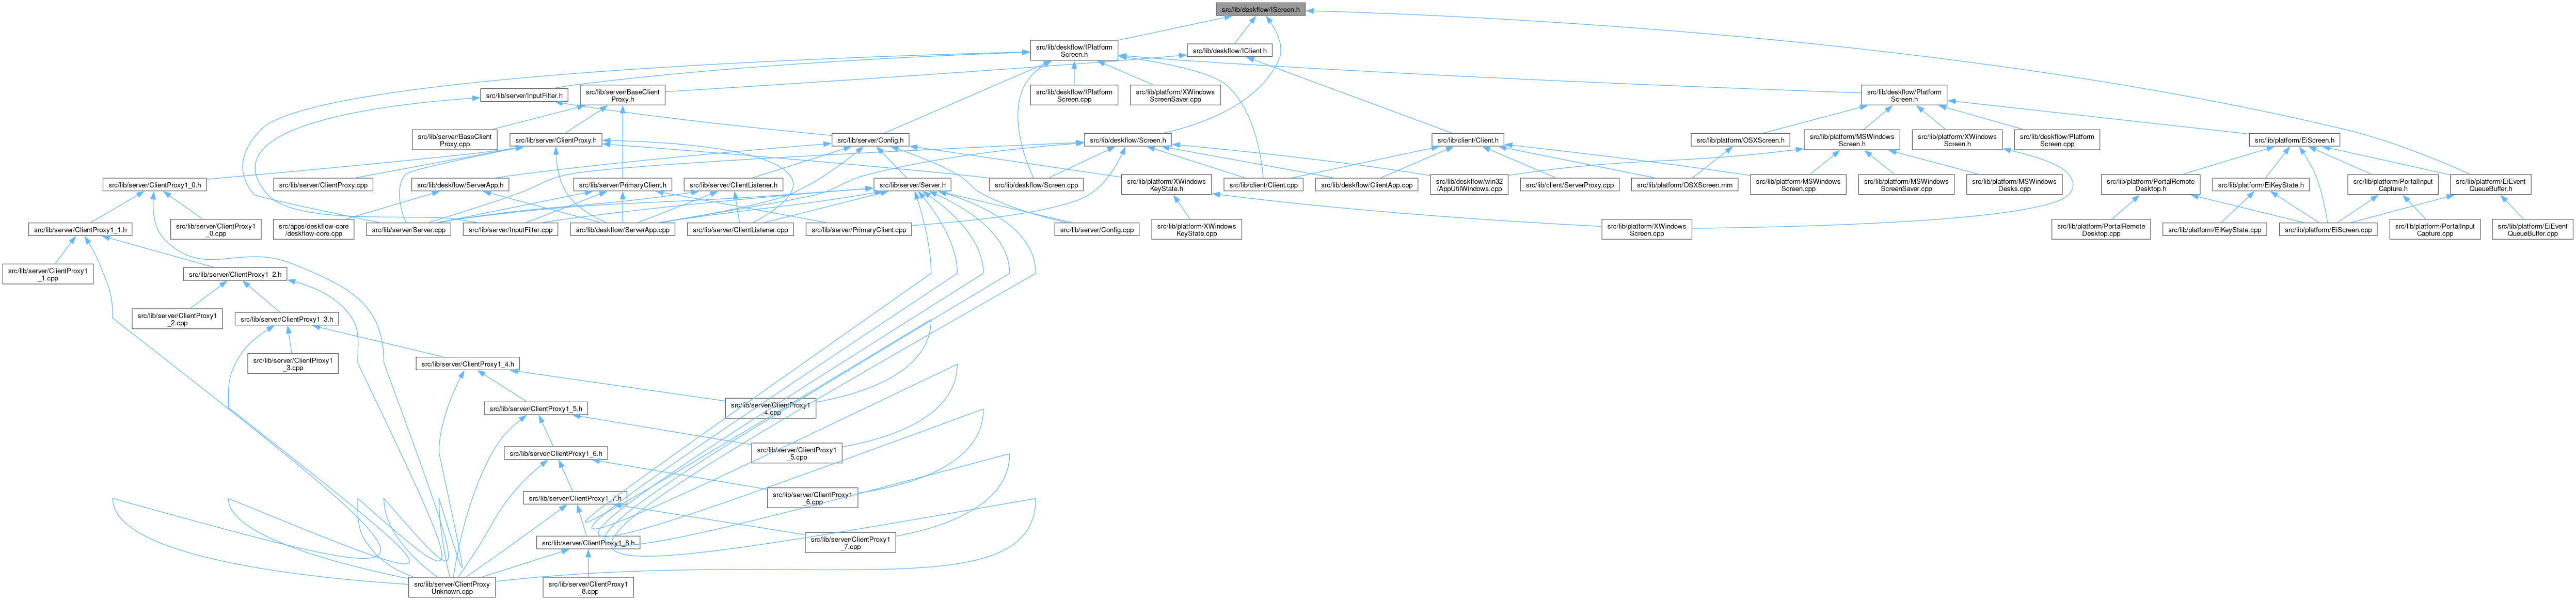 src/lib/deskflow/IScreen.h
src/lib/deskflow/IPlatform
Screen.h
src/lib/deskflow/IClient.h
src/lib/server/InputFilter.h
src/lib/server/BaseClient
Proxy.h
src/lib/deskflow/IPlatform
Screen.cpp
src/lib/platform/XWindows
ScreenSaver.cpp
src/lib/deskflow/Platform
Screen.h
src/lib/server/BaseClient
Proxy.cpp
src/lib/server/ClientProxy.h
src/lib/server/Config.h
src/lib/deskflow/Screen.h
src/lib/client/Client.h
src/lib/platform/OSXScreen.h
src/lib/platform/MSWindows
Screen.h
src/lib/platform/XWindows
Screen.h
src/lib/deskflow/Platform
Screen.cpp
src/lib/platform/EiScreen.h
src/lib/server/ClientProxy1_0.h
src/lib/server/ClientProxy.cpp
src/lib/deskflow/ServerApp.h
src/lib/server/PrimaryClient.h
src/lib/server/ClientListener.h
src/lib/server/Server.h
src/lib/deskflow/Screen.cpp
src/lib/platform/XWindows
KeyState.h
src/lib/client/Client.cpp
src/lib/deskflow/ClientApp.cpp
src/lib/deskflow/win32
/AppUtilWindows.cpp
src/lib/client/ServerProxy.cpp
src/lib/platform/OSXScreen.mm
src/lib/platform/MSWindows
Screen.cpp
src/lib/platform/MSWindows
ScreenSaver.cpp
src/lib/platform/MSWindows
Desks.cpp
src/lib/platform/PortalRemote
Desktop.h
src/lib/platform/EiKeyState.h
src/lib/platform/PortalInput
Capture.h
src/lib/platform/EiEvent
QueueBuffer.h
src/lib/server/ClientProxy1_1.h
src/lib/server/ClientProxy1
_0.cpp
src/apps/deskflow-core
/deskflow-core.cpp
src/lib/server/Server.cpp
src/lib/server/InputFilter.cpp
src/lib/deskflow/ServerApp.cpp
src/lib/server/ClientListener.cpp
src/lib/server/PrimaryClient.cpp
src/lib/server/Config.cpp
src/lib/platform/XWindows
KeyState.cpp
src/lib/platform/XWindows
Screen.cpp
src/lib/platform/PortalRemote
Desktop.cpp
src/lib/platform/EiKeyState.cpp
src/lib/platform/EiScreen.cpp
src/lib/platform/PortalInput
Capture.cpp
src/lib/platform/EiEvent
QueueBuffer.cpp
src/lib/server/ClientProxy1
_1.cpp
src/lib/server/ClientProxy1_2.h
src/lib/server/ClientProxy1
_2.cpp
src/lib/server/ClientProxy1_3.h
src/lib/server/ClientProxy1
_3.cpp
src/lib/server/ClientProxy1_4.h
src/lib/server/ClientProxy1_5.h
src/lib/server/ClientProxy1
_4.cpp
src/lib/server/ClientProxy1_6.h
src/lib/server/ClientProxy1
_5.cpp
src/lib/server/ClientProxy1_7.h
src/lib/server/ClientProxy1
_6.cpp
src/lib/server/ClientProxy1_8.h
src/lib/server/ClientProxy1
_7.cpp
src/lib/server/ClientProxy
Unknown.cpp
src/lib/server/ClientProxy1
_8.cpp